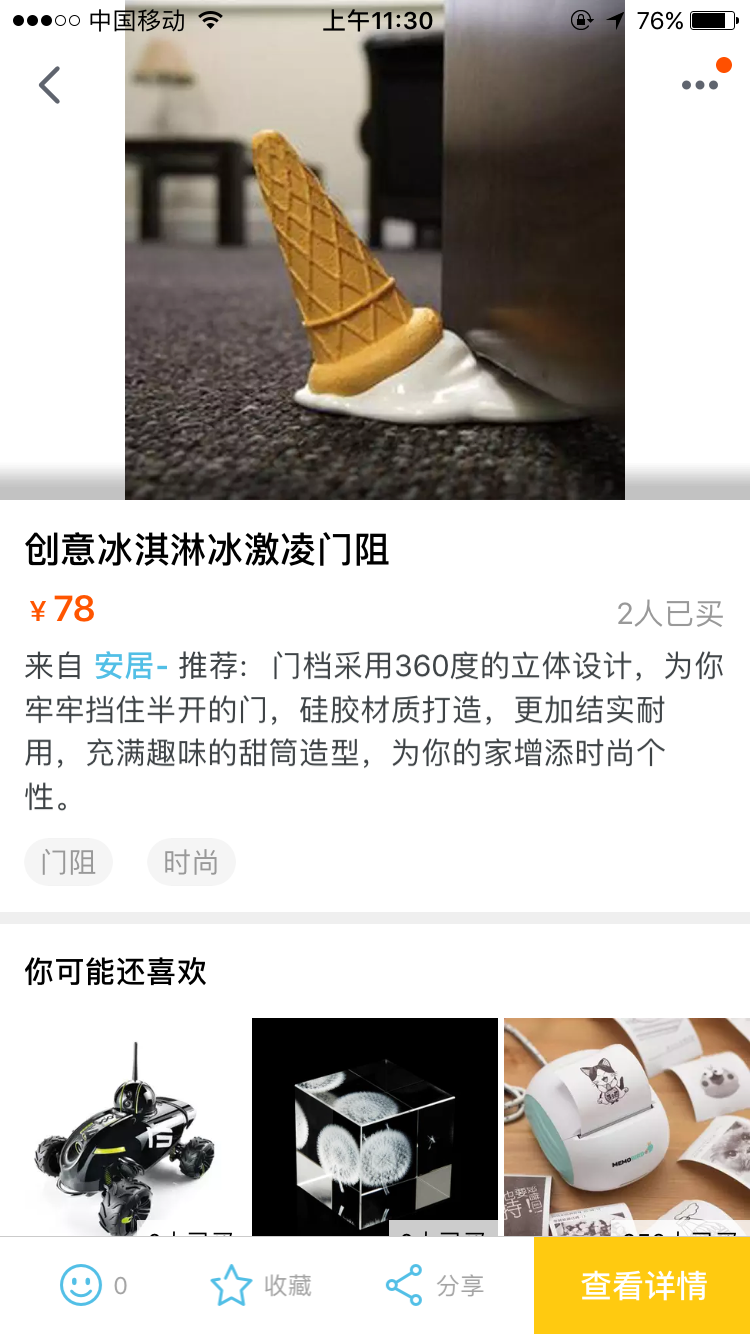 中国移动 上午11:30 76%
创意冰淇淋冰激凌门阻
¥ 78
2人已买
来自 安居- 推荐: 门档采用360度的立体设计，为你
牢牢挡住半开的门，硅胶材质打造，更加结实耐
用，充满趣味的甜筒造型，为你的家增添时尚个
性。
门阻 时尚
你可能还喜欢
0 收藏 分享 查看详情